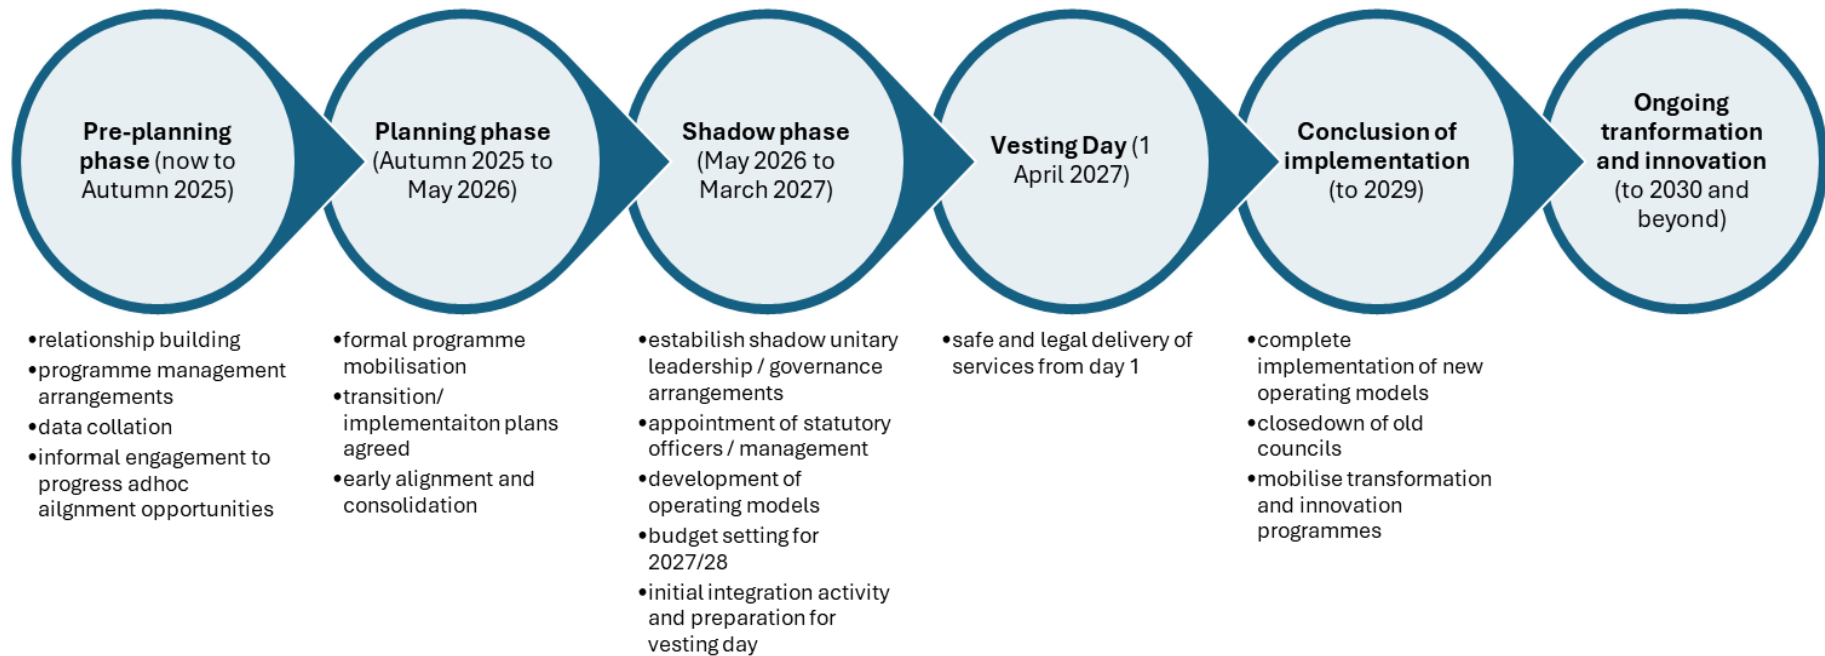 Pre-planning
phase (now to
Autumn 2025)
•relationship building
•programme management
arrangements
•data collation
•informal engagement to
progress adhoc
ailgnment opportunities
Planning phase
(Autumn 2025 to
May 2026)
•formal programme
mobilisation
•transition/
implementaiton plans
agreed
•early alignment and
consolidation
Shadow phase
(May 2026 to
March 2027)
•estabilish shadow unitary
leadership / governance
arrangements
•appointment of statutory
officers / management
•development of
operating models
•budget setting for
2027/28
•initial integration activity
and preparation for
vesting day
Vesting Day (1
April 2027)
•safe and legal delivery of
services from day 1
Conclusion of
implementation
(to 2029)
•complete
implementation of new
operating models
•closedown of old
councils
•mobilise transformation
and innovation
programmes
Ongoing
tranformation
and innovation
(to 2030 and
beyond)